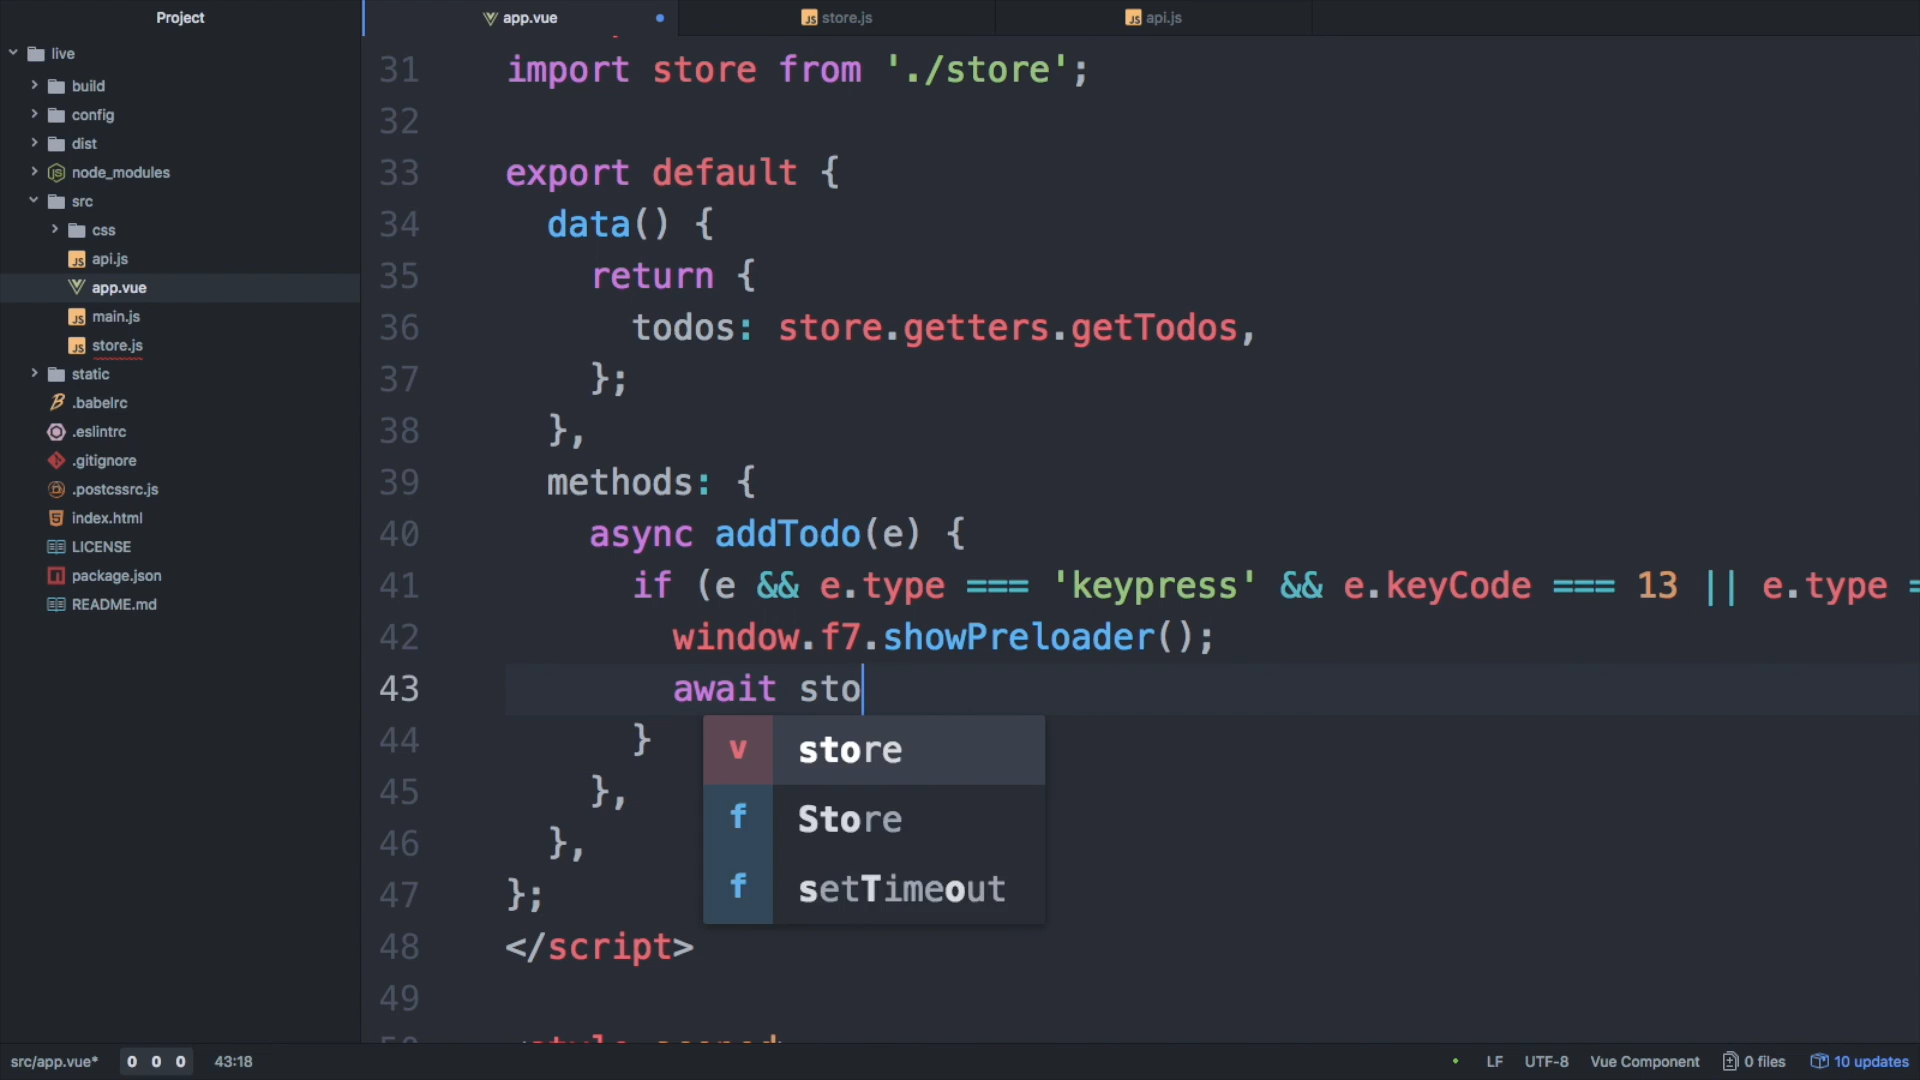 Project
live
build
config
dist
node_modules
src
css
api.js
app.vue
main.js
store.js
static
.babelrc
.eslintrc
.gitignore
.postcssrc.js
index.html
LICENSE
package.json
README.md
app.vue
store.js
api.js
31 import store from './store';
32
33 export default {
34 data() {
35 return {
36 todos: store.getters.getTodos,
37 };
38 },
39 methods: {
40 async addTodo(e) {
41 if (e && e.type === 'keypress' && e.keyCode === 13 || e.type =
42 window.f7.showPreloader();
43 await sto
v store
f Store
f setTimeout
44 }
45 },
46 },
47 };
48 </script>
49
50 <style scoped
src/app.vue* 0 0 0 43:18
LF UTF-8 Vue Component 0 files 10 updates